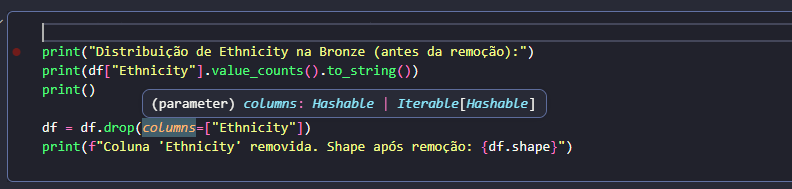 print("Distribuição de Ethnicity na Bronze (antes da remoção):")
print(df["Ethnicity"].value_counts().to_string())
print()
(parameter) columns: Hashable | Iterable[Hashable]
df = df.drop(columns=["Ethnicity"])
print(f"Coluna 'Ethnicity' removida. Shape após remoção: {df.shape}")